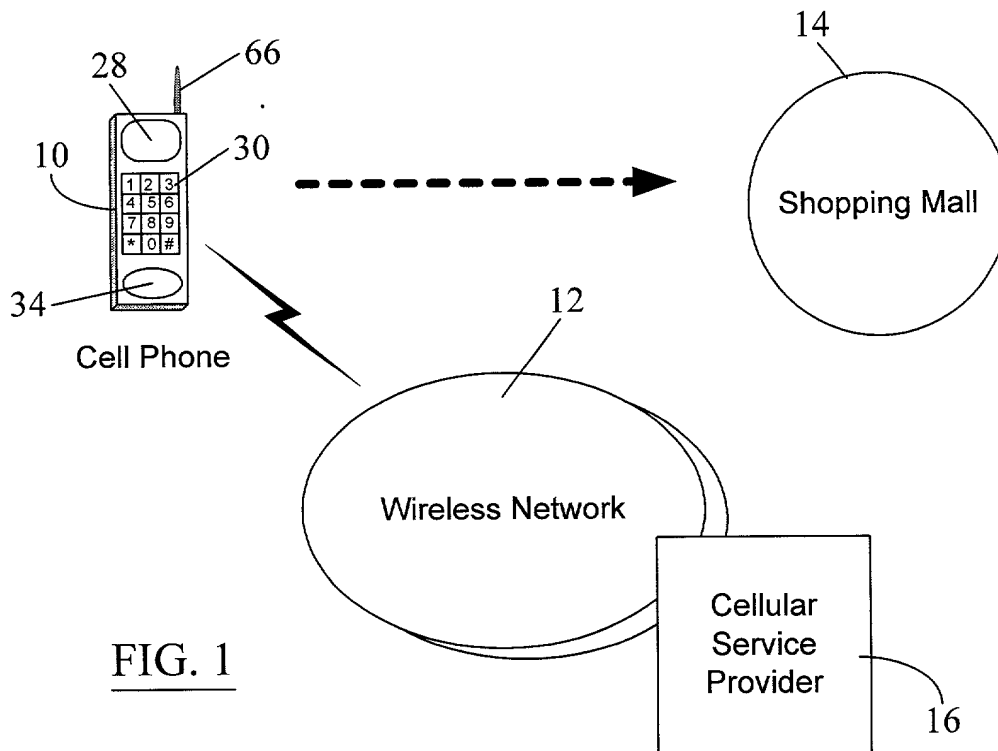 66
28
10
30
1 2 3
4 5 6
7 8 9
* 0 #
34
Cell Phone
14
Shopping Mall
12
Wireless Network
Cellular
Service
Provider
16
FIG. 1